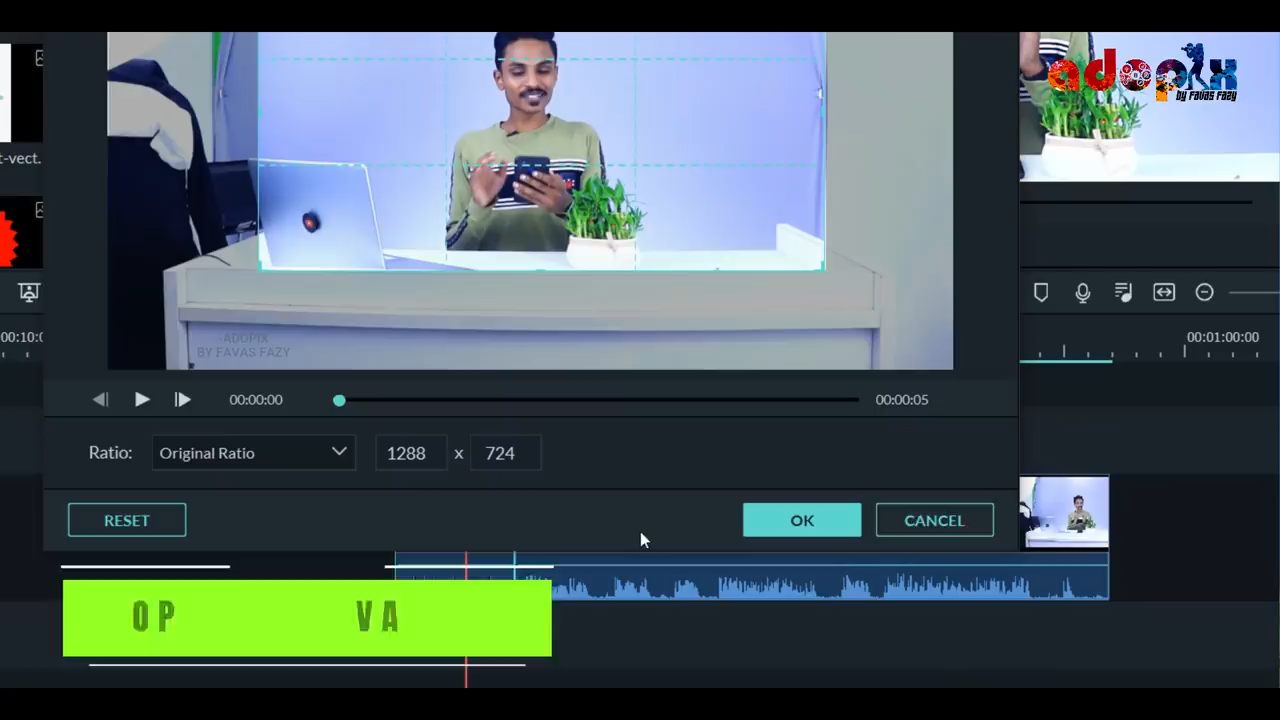 adopix
by FAVAS FAZY
t-vect.
ADOPIX
BY FAVAS FAZY
00:10:0
00:01:00:00
00:00:00
00:00:05
Ratio:
Original Ratio
1288 x 724
RESET
OK
CANCEL
OP VA